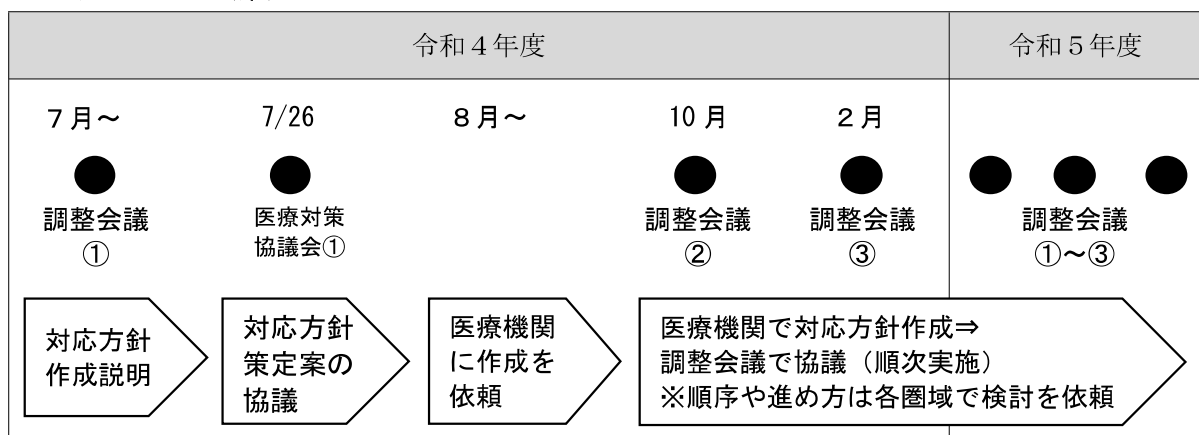 令和４年度
令和５年度
７月～
7/26
８月～
10 月
２月
調整会議
①
医療対策
協議会①
調整会議
②
調整会議
③
調整会議
①～③
対応方針
作成説明
対応方針
策定案の
協議
医療機関
に作成を
依頼
医療機関で対応方針作成⇒
調整会議で協議（順次実施）
※順序や進め方は各圏域で検討を依頼